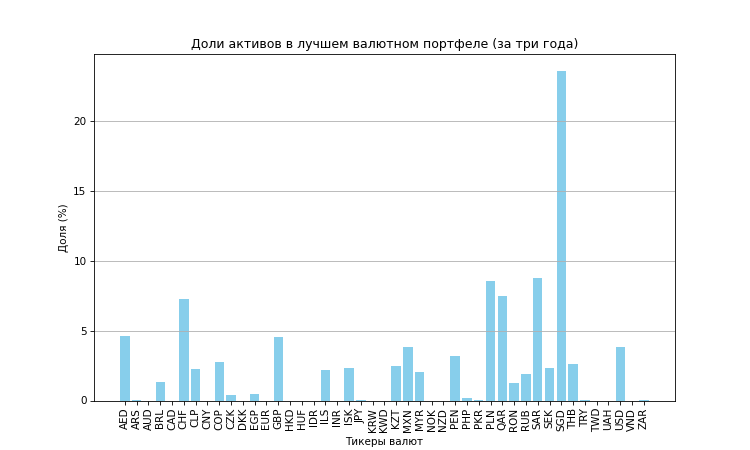 Доли активов в лучшем валютном портфеле (за три года)
Доля (%)
20
15
10
5
0
AED
ARS
AUD
BRL
CAD
CHF
CLP
CNY
COP
CZK
DKK
EGP
EUR
GBP
HKD
HUF
IDR
ILS
INR
ISK
JPY
KRW
KWD
KZT
MXN
MYR
NOK
NZD
PEN
PHP
PKR
PLN
QAR
RON
RUB
SAR
SEK
SGD
THB
TRY
TWD
UAH
USD
VND
ZAR
Тикеры валют